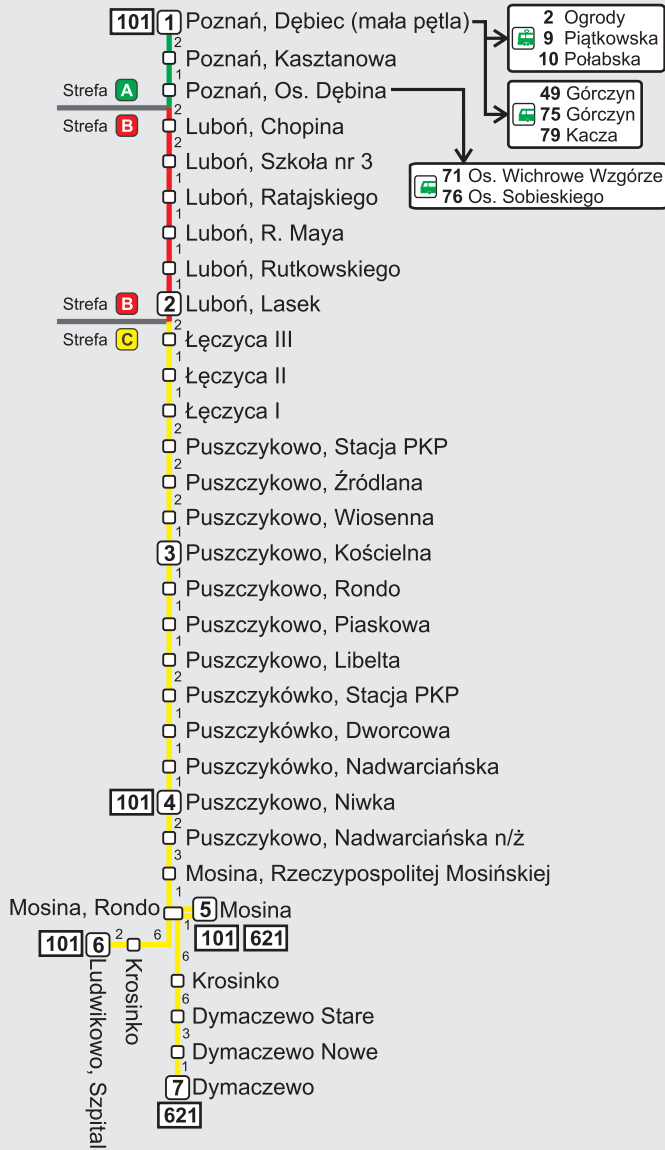 101 1 Poznań, Dębiec (mała pętla)
2 Ogrody
9 Piątkowska
10 Połabska
49 Górczyn
75 Górczyn
79 Kacza
2
Poznań, Kasztanowa
1
Strefa A Poznań, Os. Dębina
71 Os. Wichrowe Wzgórze
76 Os. Sobieskiego
2
Strefa B Luboń, Chopina
2
Luboń, Szkoła nr 3
1
Luboń, Ratajskiego
1
Luboń, R. Maya
1
Luboń, Rutkowskiego
1
Strefa B 2 Luboń, Lasek
2
Strefa C Łęczyca III
1
Łęczyca II
1
Łęczyca I
2
Puszczykowo, Stacja PKP
2
Puszczykowo, Źródlana
2
Puszczykowo, Wiosenna
1
3 Puszczykowo, Kościelna
1
Puszczykowo, Rondo
1
Puszczykowo, Piaskowa
1
Puszczykowo, Libelta
2
Puszczykówko, Stacja PKP
1
Puszczykówko, Dworcowa
1
Puszczykówko, Nadwarciańska
1
101 4 Puszczykowo, Niwka
2
Puszczykowo, Nadwarciańska n/ż
3
Mosina, Rzeczypospolitej Mosińskiej
1
Mosina, Rondo 5 Mosina
1
101 621
101 6 2 6
Ludwikowo, Szpital
Krosinko
6
Krosinko
6
Dymaczewo Stare
3
Dymaczewo Nowe
1
7 Dymaczewo
621